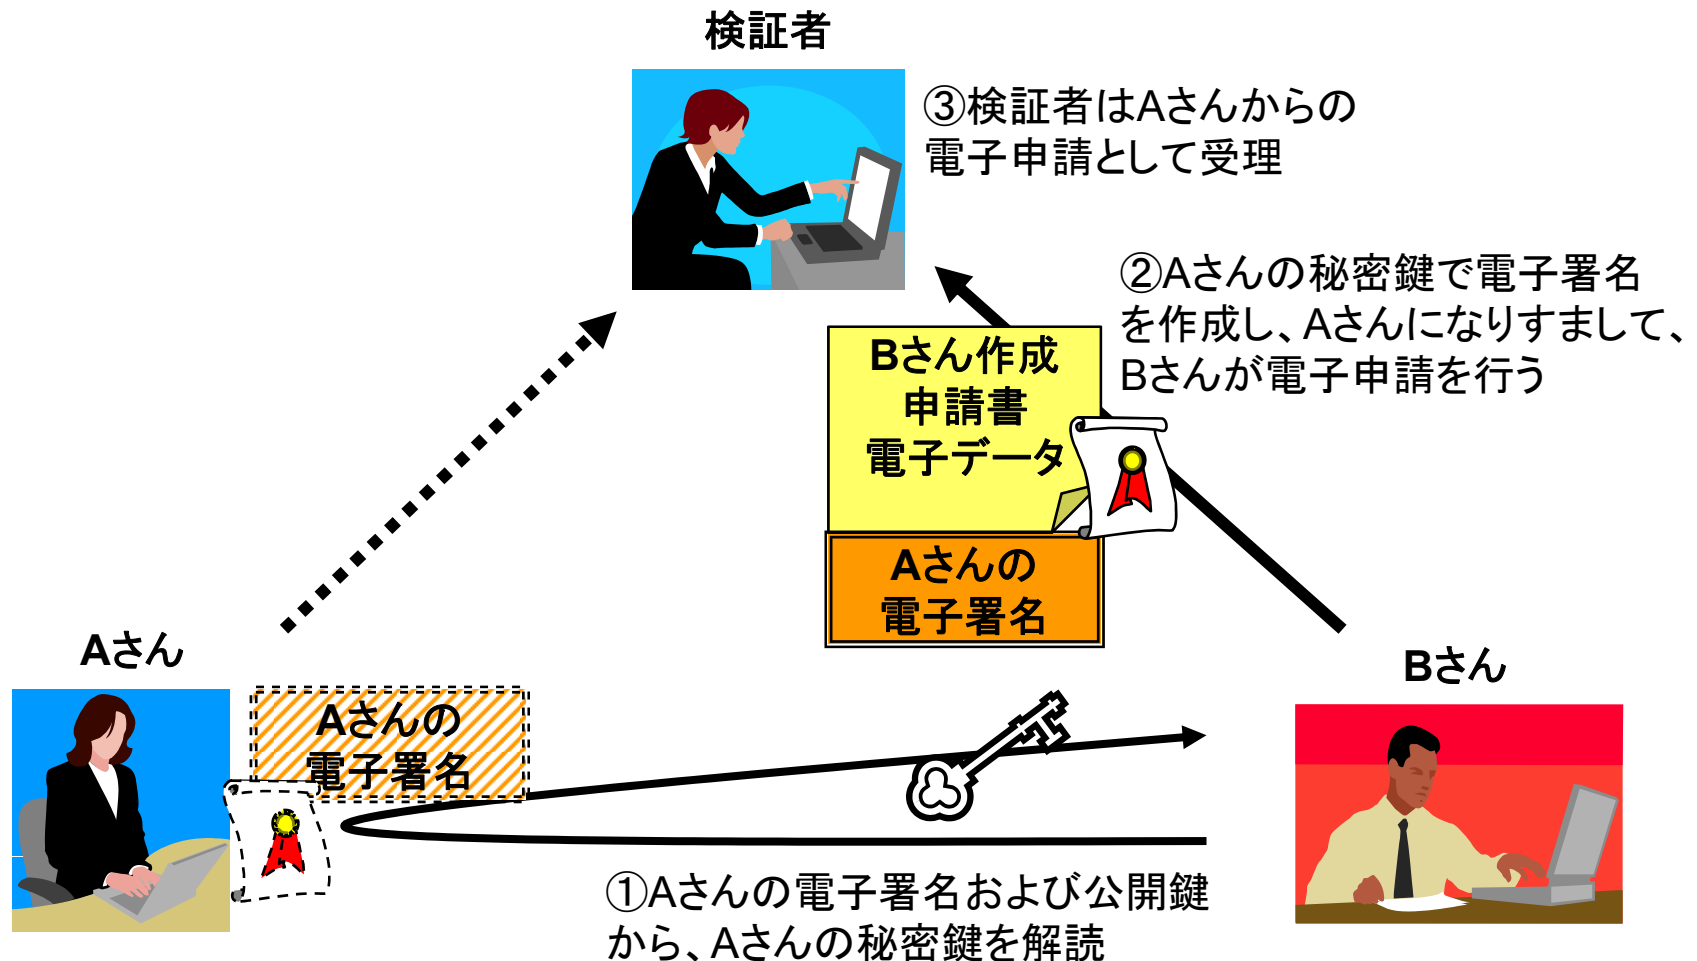 検証者
③検証者はAさんからの
電子申請として受理
②Aさんの秘密鍵で電子署名
を作成し、Aさんになりすまして、
Bさんが電子申請を行う
Bさん作成
申請書
電子データ
Aさんの
電子署名
Aさん
Bさん
Aさんの
電子署名
①Aさんの電子署名および公開鍵
から、Aさんの秘密鍵を解読